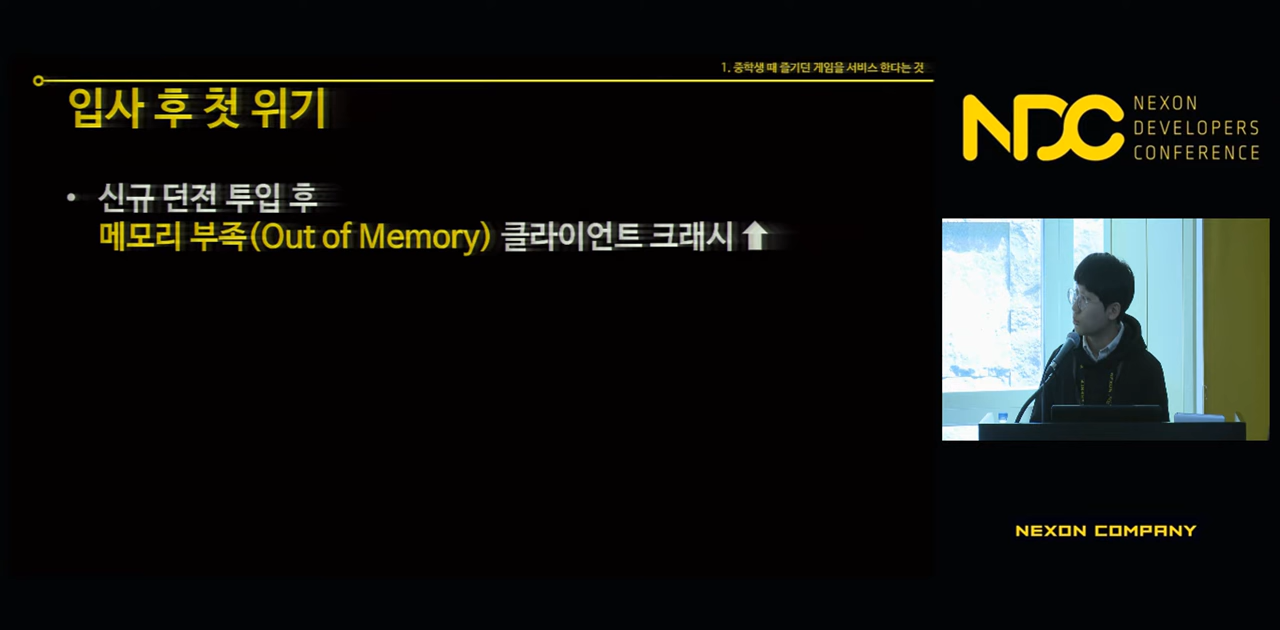 1. 중학생 때 즐기던 게임을 서비스 한다는 것
입사 후 첫 위기
• 신규 던전 투입 후
메모리 부족(Out of Memory) 클라이언트 크래시 ⬆
NDC
NEXON
DEVELOPERS
CONFERENCE
NEXON COMPANY